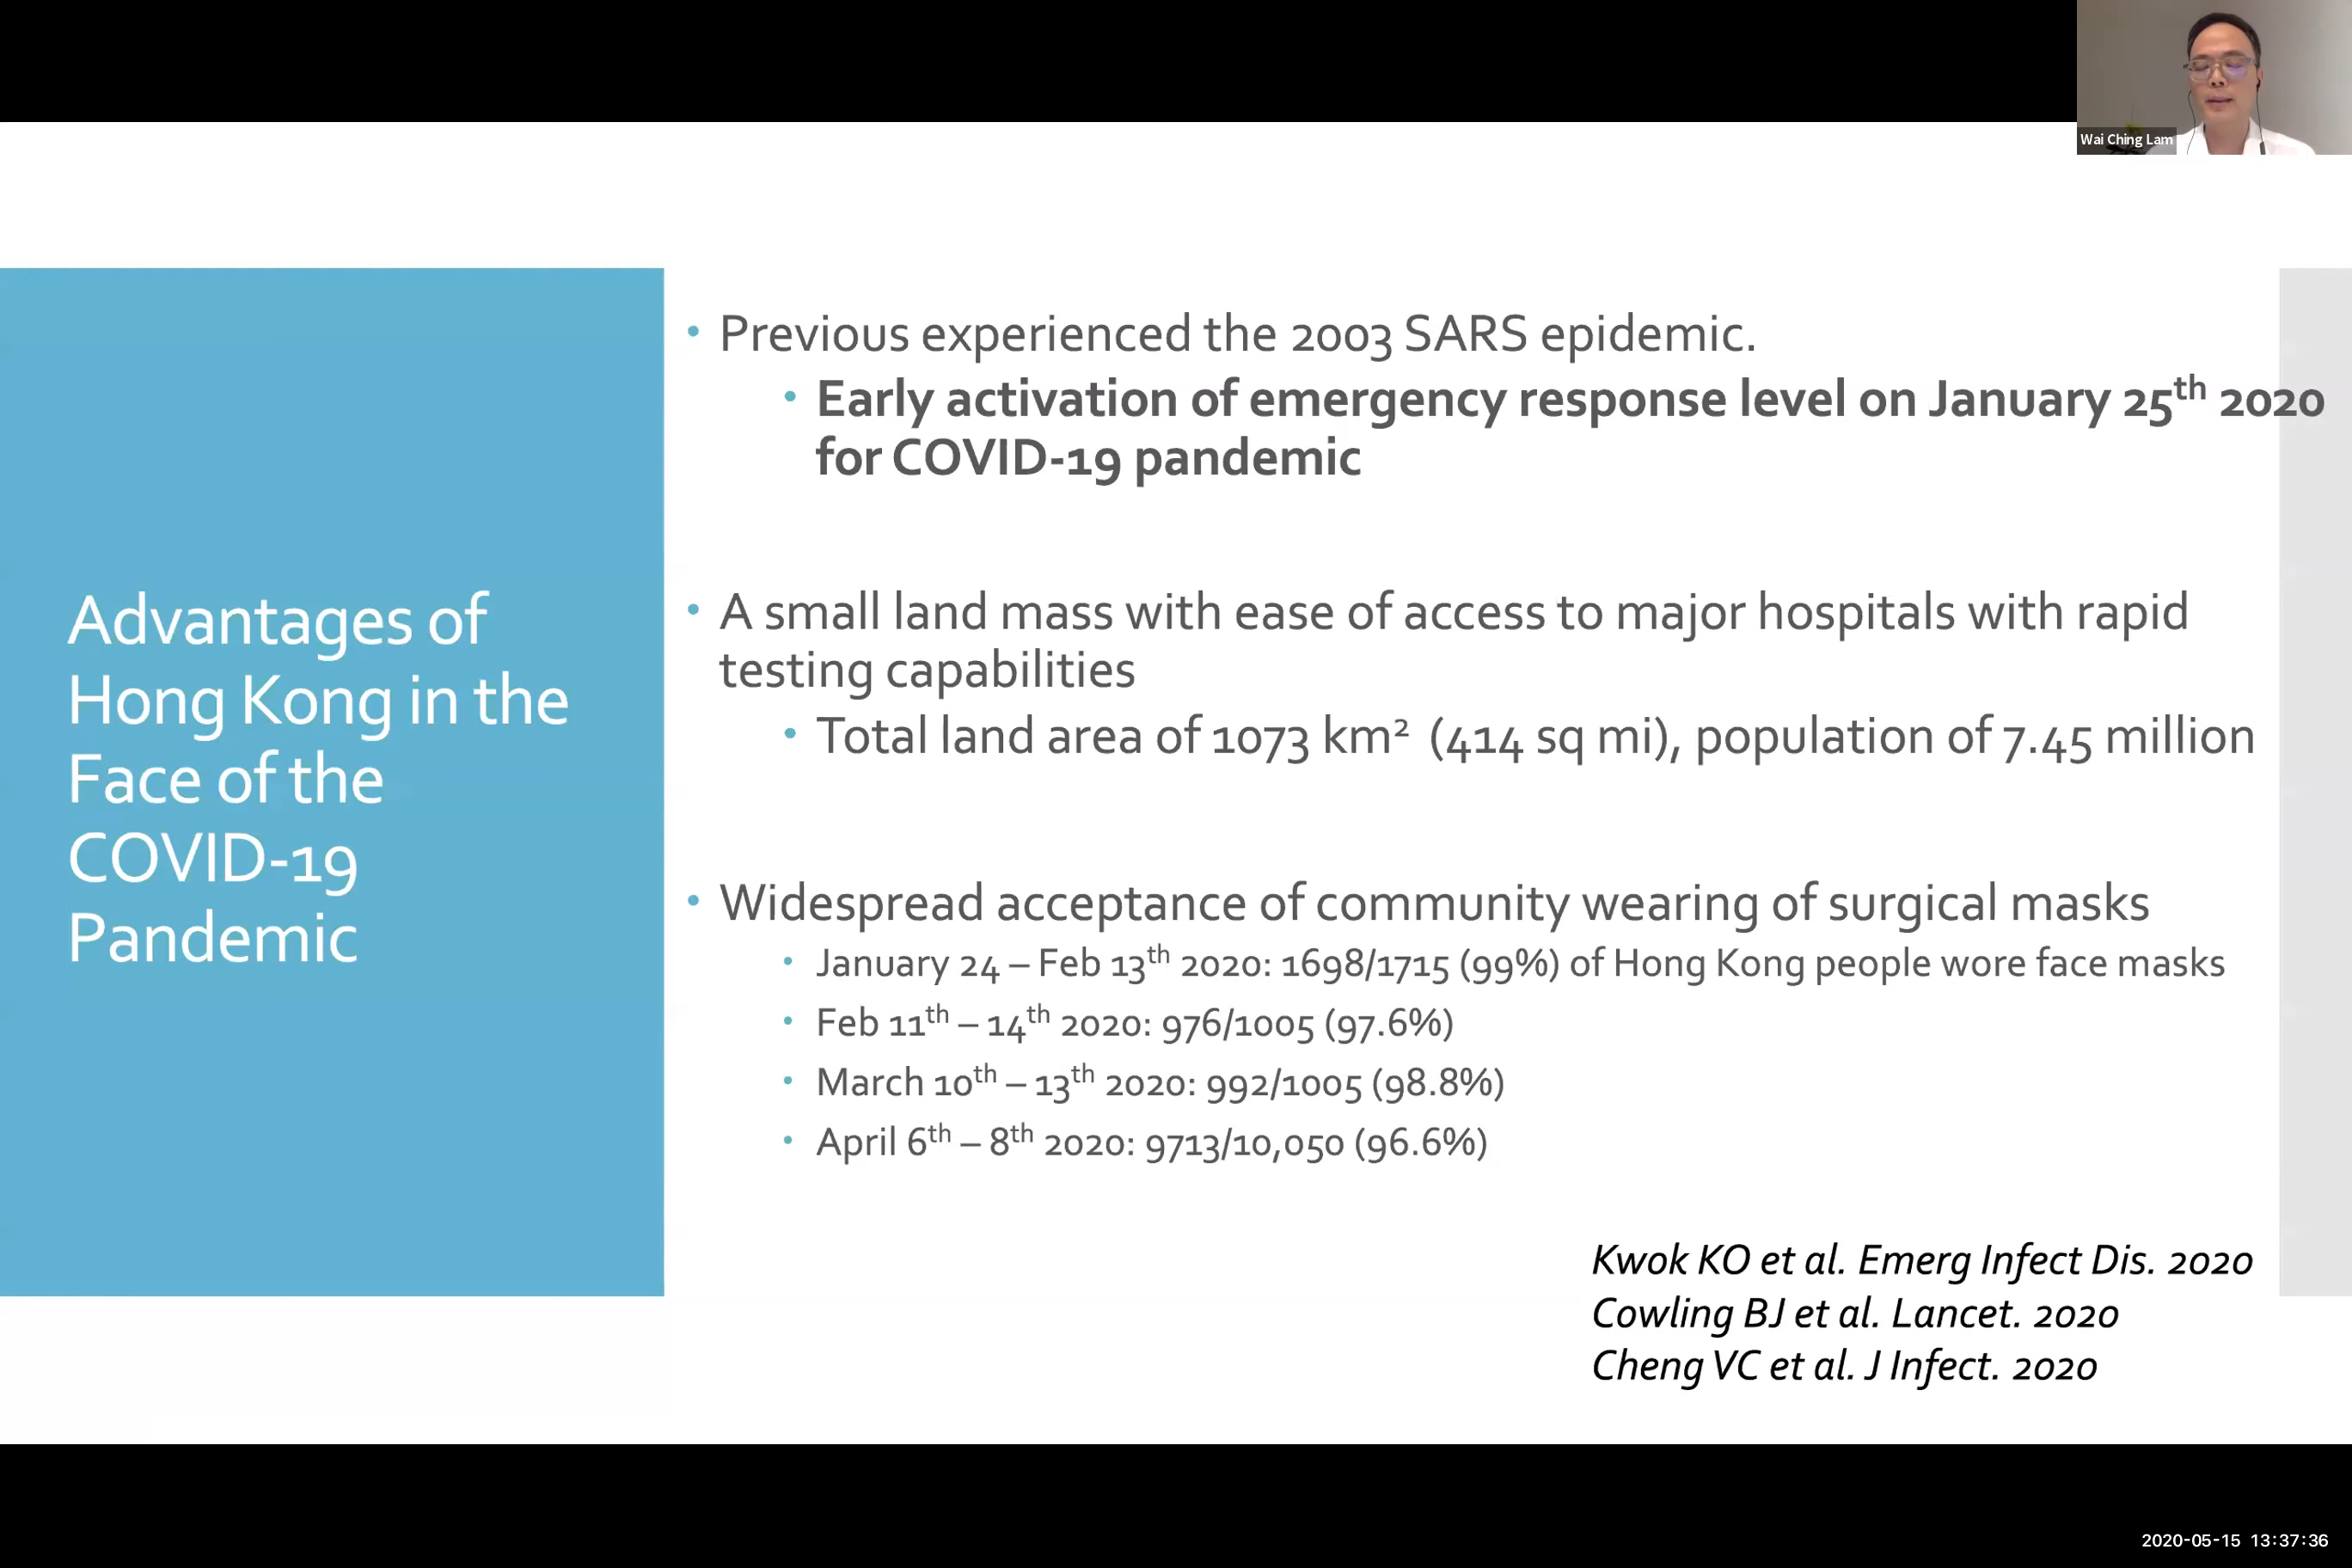 Wai Ching Lam
Advantages of
Hong Kong in the
Face of the
COVID-19
Pandemic
• Previous experienced the 2003 SARS epidemic.
• Early activation of emergency response level on January 25th 2020
for COVID-19 pandemic
• A small land mass with ease of access to major hospitals with rapid
testing capabilities
• Total land area of 1073 km² (414 sq mi), population of 7.45 million
• Widespread acceptance of community wearing of surgical masks
• January 24 – Feb 13th 2020: 1698/1715 (99%) of Hong Kong people wore face masks
• Feb 11th – 14th 2020: 976/1005 (97.6%)
• March 10th – 13th 2020: 992/1005 (98.8%)
• April 6th – 8th 2020: 9713/10,050 (96.6%)
Kwok KO et al. Emerg Infect Dis. 2020
Cowling BJ et al. Lancet. 2020
Cheng VC et al. J Infect. 2020
2020-05-15 13:37:36